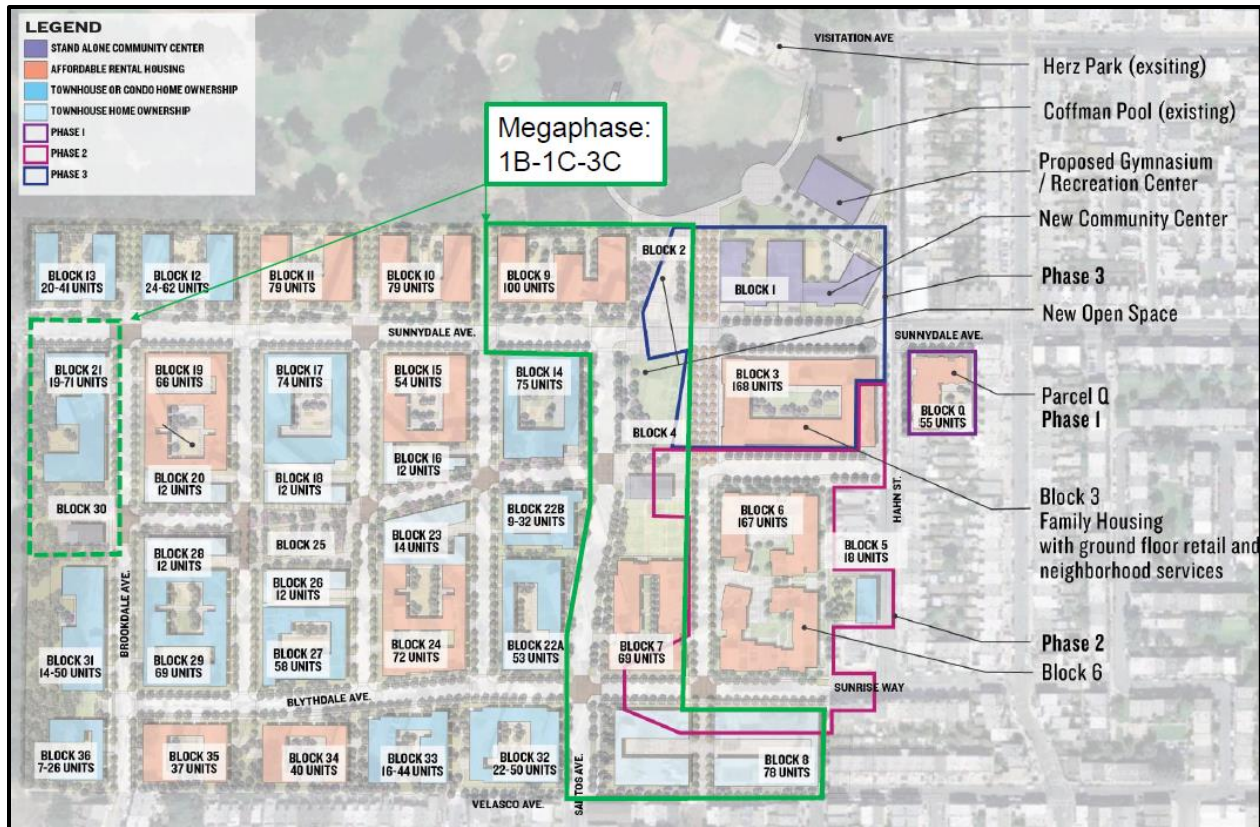 LEGEND
STAND ALONE COMMUNITY CENTER
AFFORDABLE RENTAL HOUSING
TOWNHOUSE OR CONDO HOME OWNERSHIP
TOWNHOUSE HOME OWNERSHIP
PHASE 1
PHASE 2
PHASE 3
Megaphase:
1B-1C-3C
VISITATION AVE
Herz Park (exsiting)
Coffman Pool (existing)
Proposed Gymnasium
/ Recreation Center
New Community Center
Phase 3
New Open Space
Parcel Q
Phase 1
Block 3
Family Housing
with ground floor retail and
neighborhood services
Phase 2
Block 6
BLOCK 13
20-41 UNITS
BLOCK 12
24-62 UNITS
BLOCK 11
79 UNITS
BLOCK 10
79 UNITS
BLOCK 9
100 UNITS
BLOCK 2
BLOCK 1
SUNNYDALE AVE.
SUNNYDALE AVE.
BLOCK 21
19-71 UNITS
BLOCK 19
66 UNITS
BLOCK 17
74 UNITS
BLOCK 15
54 UNITS
BLOCK 14
75 UNITS
BLOCK 3
168 UNITS
BLOCK Q
55 UNITS
BLOCK 4
BLOCK 16
12 UNITS
BLOCK 20
12 UNITS
BLOCK 18
12 UNITS
BLOCK 30
BLOCK 22B
9-32 UNITS
BLOCK 6
167 UNITS
HAHN ST.
BLOCK 23
14 UNITS
BLOCK 25
BLOCK 28
12 UNITS
BLOCK 5
18 UNITS
BLOCK 26
12 UNITS
BROOKDALE AVE.
BLOCK 31
14-50 UNITS
BLOCK 29
69 UNITS
BLOCK 27
58 UNITS
BLOCK 24
72 UNITS
BLOCK 22A
53 UNITS
BLOCK 7
69 UNITS
SUNRISE WAY
BLYTHDALE AVE.
BLOCK 36
7-26 UNITS
BLOCK 35
37 UNITS
BLOCK 34
40 UNITS
BLOCK 33
16-44 UNITS
BLOCK 32
22-50 UNITS
SANTOS AVE.
BLOCK 8
78 UNITS
VELASCO AVE.